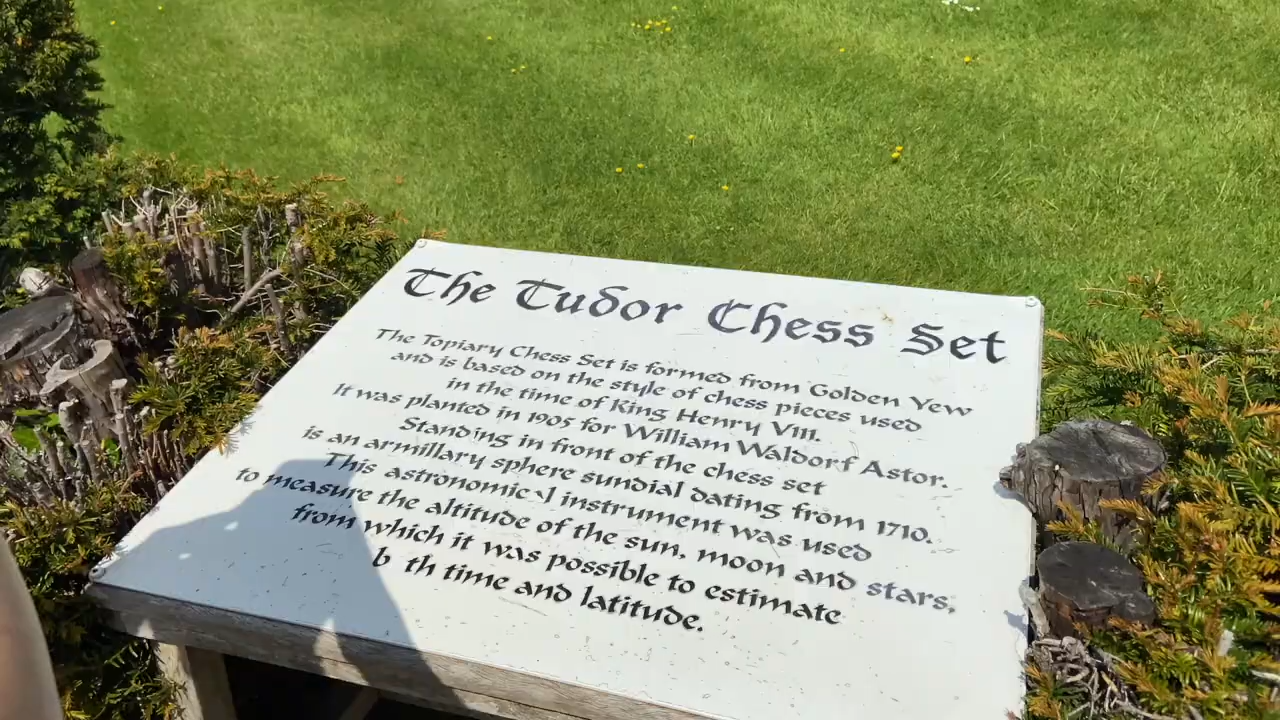 The Tudor Chess Set
The Topiary Chess Set is formed from Golden Yew
and is based on the style of chess pieces used
in the time of King Henry VIII.
It was planted in 1905 for William Waldorf Astor.
Standing in front of the chess set
is an armillary sphere sundial dating from 1710.
This astronomical instrument was used
to measure the altitude of the sun, moon and stars,
from which it was possible to estimate
b th time and latitude.